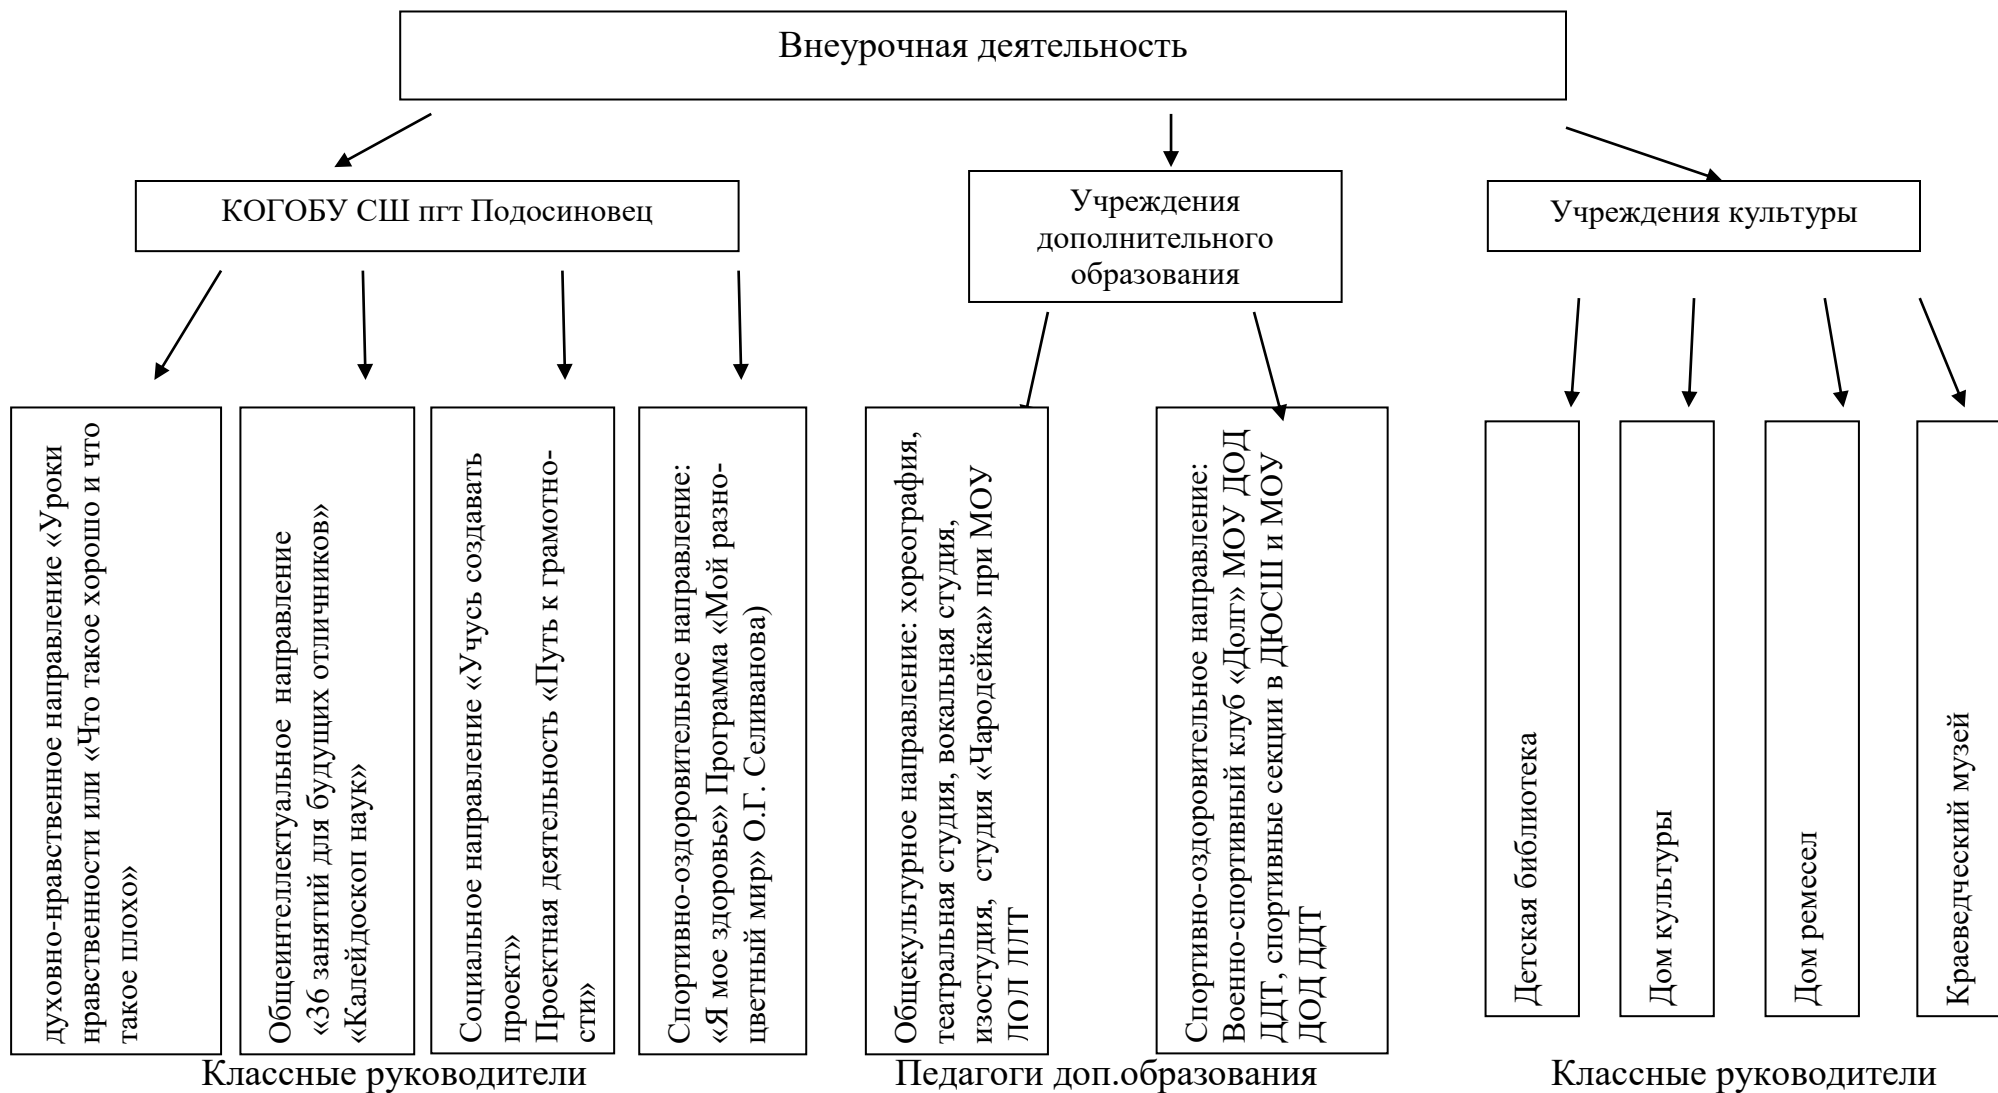 Внеурочная деятельность
КОГОБУ СШ пгт Подосиновец
Учреждения
дополнительного
образования
Учреждения культуры
духовно-нравственное направление «Уроки
нравственности или «Что такое хорошо и что
такое плохо»
Общеинтеллектуальное направление
«36 занятий для будущих отличников»
«Калейдоскоп наук»
Социальное направление «Учусь создавать
проект»
Проектная деятельность «Путь к грамотно-
сти»
Спортивно-оздоровительное направление:
«Я мое здоровье» Программа «Мой разно-
цветный мир» О.Г. Селиванова)
Общекультурное направление: хореография,
театральная студия, вокальная студия,
изостудия, студия «Чародейка» при МОУ
Спортивно-оздоровительное направление:
Военно-спортивный клуб «Долг» МОУ ДОД
ДДТ, спортивные секции в ДЮСШ и МОУ
ДОД ДДТ
Детская библиотека
Дом культуры
Дом ремесел
Краеведческий музей
Классные руководители
Педагоги доп.образования
Классные руководители